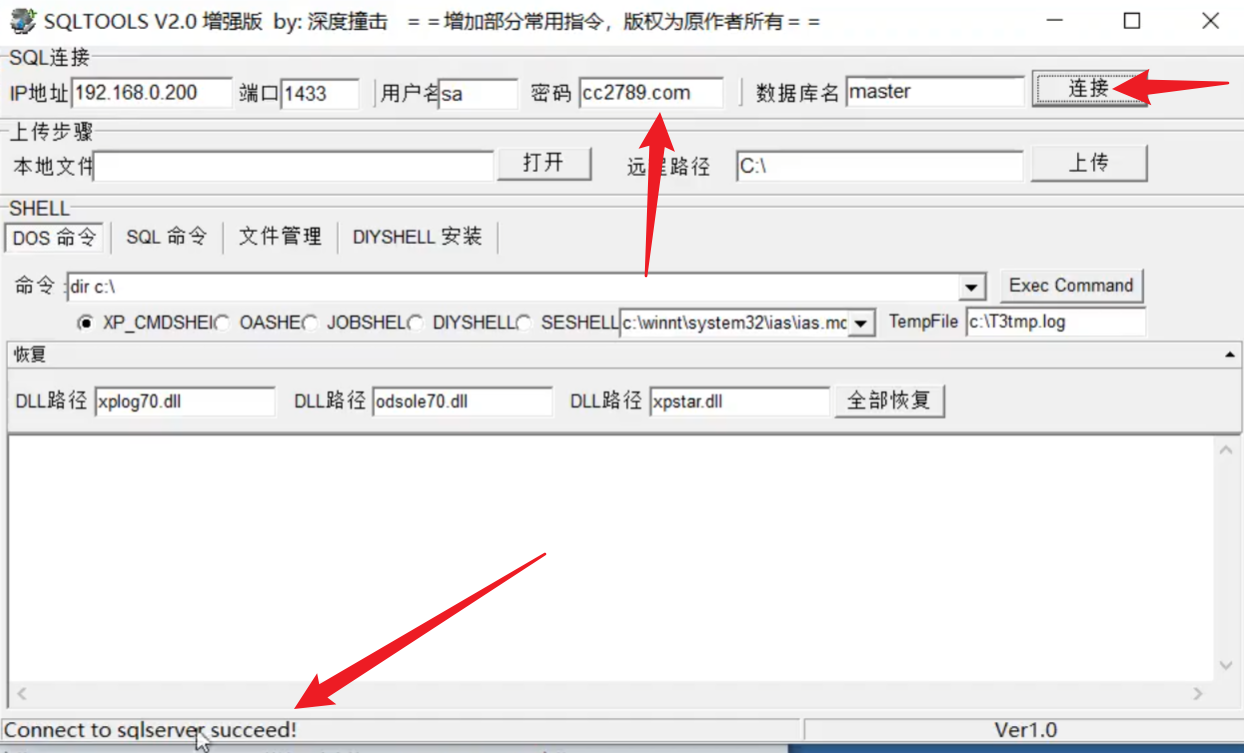 SQLTOOLS V2.0 增强版 by: 深度撞击 ==增加部分常用指令，版权为原作者所有==
SQL连接
IP地址 192.168.0.200 端口 1433 用户名 sa 密码 cc2789.com 数据库名 master 连接
上传步骤
本地文件 打开 远程路径 C:\ 上传
SHELL
DOS 命令 SQL 命令 文件管理 DIYSHELL 安装
命令 : dir c:\ Exec Command
XP_CMDSHEL OASHE JOBSHEL DIYSHELL SESHELL c:\winnt\system32\ias\ias.mc TempFile c:\T3tmp.log
恢复
DLL路径 xplog70.dll DLL路径 odsole70.dll DLL路径 xpstar.dll 全部恢复
Connect to sqlserver succeed! Ver1.0